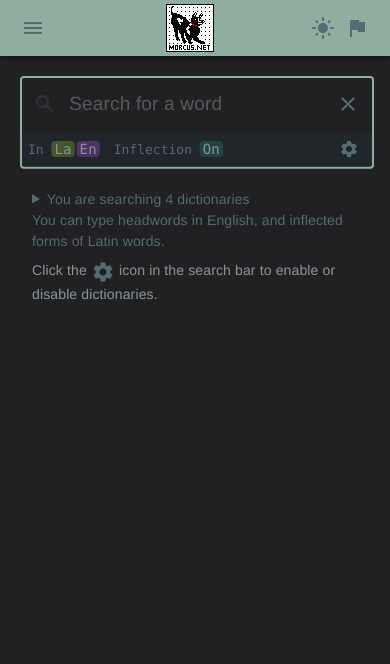 MORCUS.NET
Search for a word
In La En Inflection On
You are searching 4 dictionaries
You can type headwords in English, and inflected
forms of Latin words.
Click the icon in the search bar to enable or
disable dictionaries.